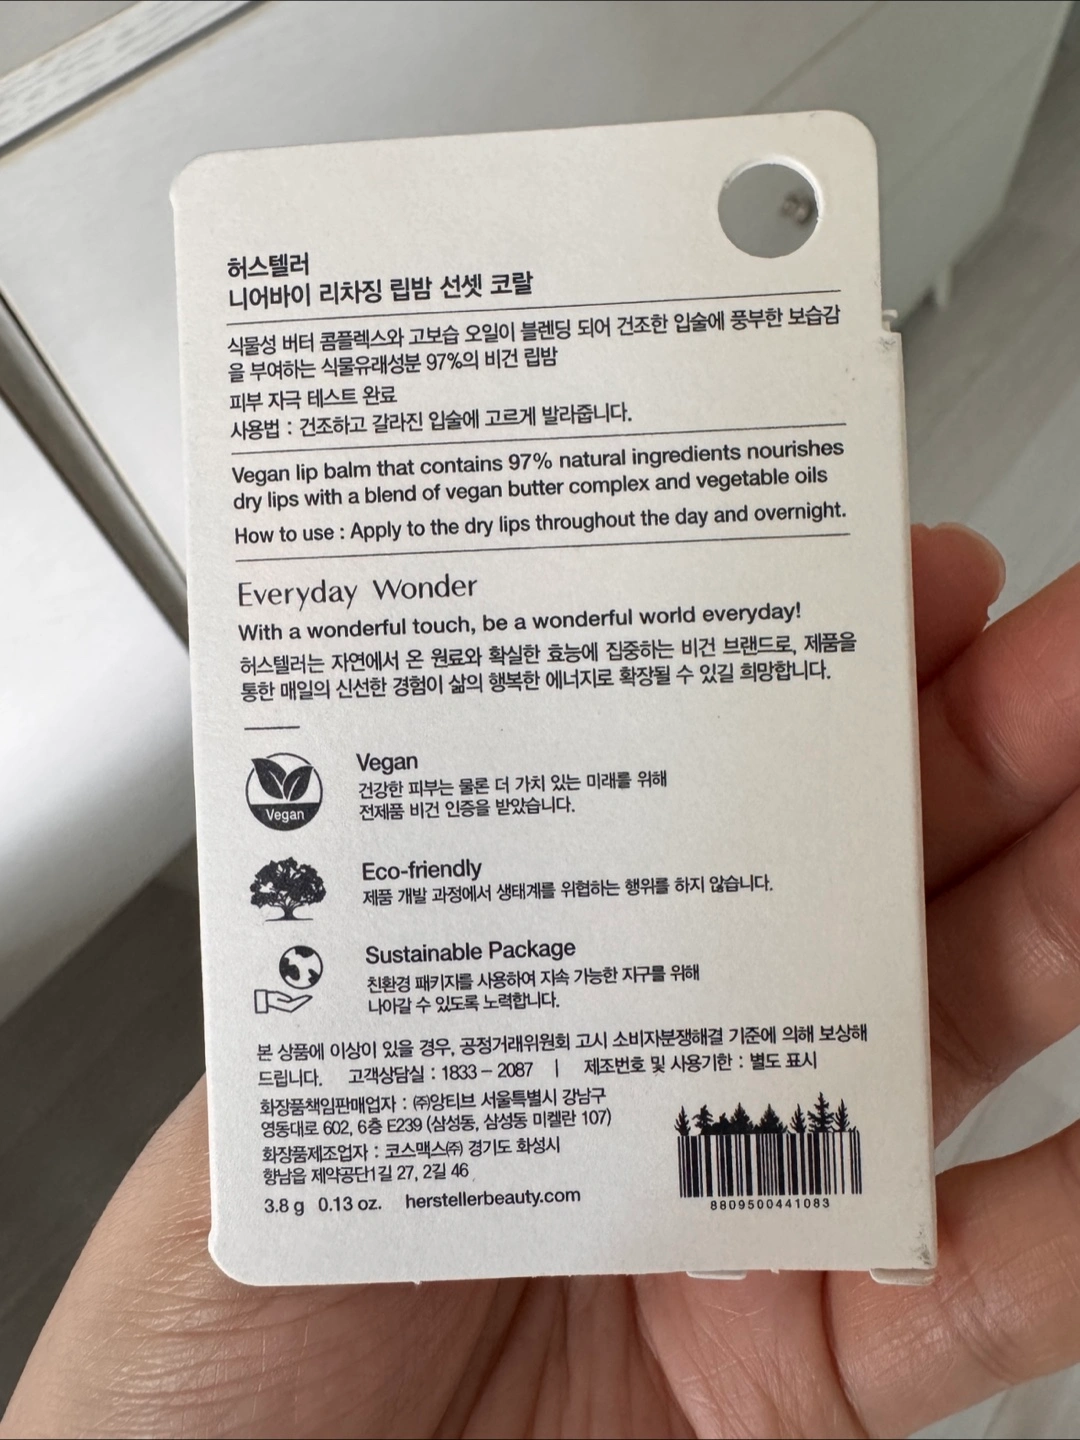 허스텔러
니어바이 리차징 립밤 선셋 코랄
식물성 버터 콤플렉스와 고보습 오일이 블렌딩 되어 건조한 입술에 풍부한 보습감
을 부여하는 식물유래성분 97%의 비건 립밤
피부 자극 테스트 완료
사용법 : 건조하고 갈라진 입술에 고르게 발라줍니다.
Vegan lip balm that contains 97% natural ingredients nourishes
dry lips with a blend of vegan butter complex and vegetable oils
How to use : Apply to the dry lips throughout the day and overnight.
Everyday Wonder
With a wonderful touch, be a wonderful world everyday!
허스텔러는 자연에서 온 원료와 확실한 효능에 집중하는 비건 브랜드로, 제품을
통한 매일의 신선한 경험이 삶의 행복한 에너지로 확장될 수 있길 희망합니다.
Vegan
Vegan
건강한 피부는 물론 더 가치 있는 미래를 위해
전제품 비건 인증을 받았습니다.
Eco-friendly
제품 개발 과정에서 생태계를 위협하는 행위를 하지 않습니다.
Sustainable Package
친환경 패키지를 사용하여 지속 가능한 지구를 위해
나아갈 수 있도록 노력합니다.
본 상품에 이상이 있을 경우, 공정거래위원회 고시 소비자분쟁해결 기준에 의해 보상해
드립니다. 고객상담실 : 1833 – 2087 | 제조번호 및 사용기한 : 별도 표시
화장품책임판매업자 : ㈜앙티브 서울특별시 강남구
영동대로 602, 6층 E239 (삼성동, 삼성동 미켈란 107)
화장품제조업자 : 코스맥스㈜ 경기도 화성시
향남읍 제약공단1길 27, 2길 46
3.8 g 0.13 oz. herstellerbeauty.com
8809500441083